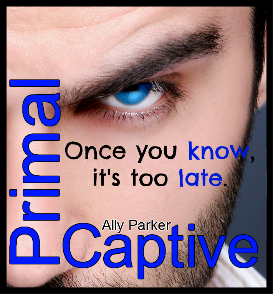 Primal
Once you know,
it's too late.
Ally Parker
Captive